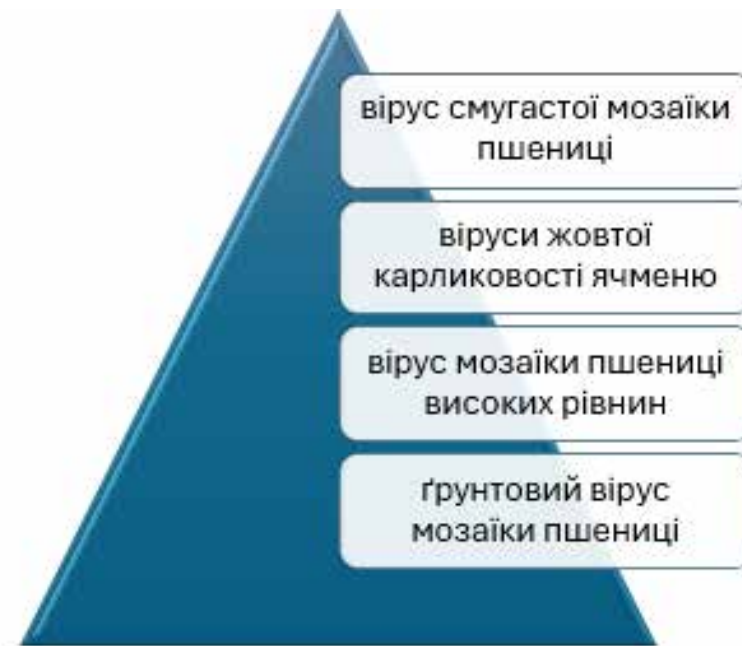 вірус смугастої мозаїки
пшениці
віруси жовтої
карликовості ячменю
вірус мозаїки пшениці
високих рівнин
ґрунтовий вірус
мозаїки пшениці